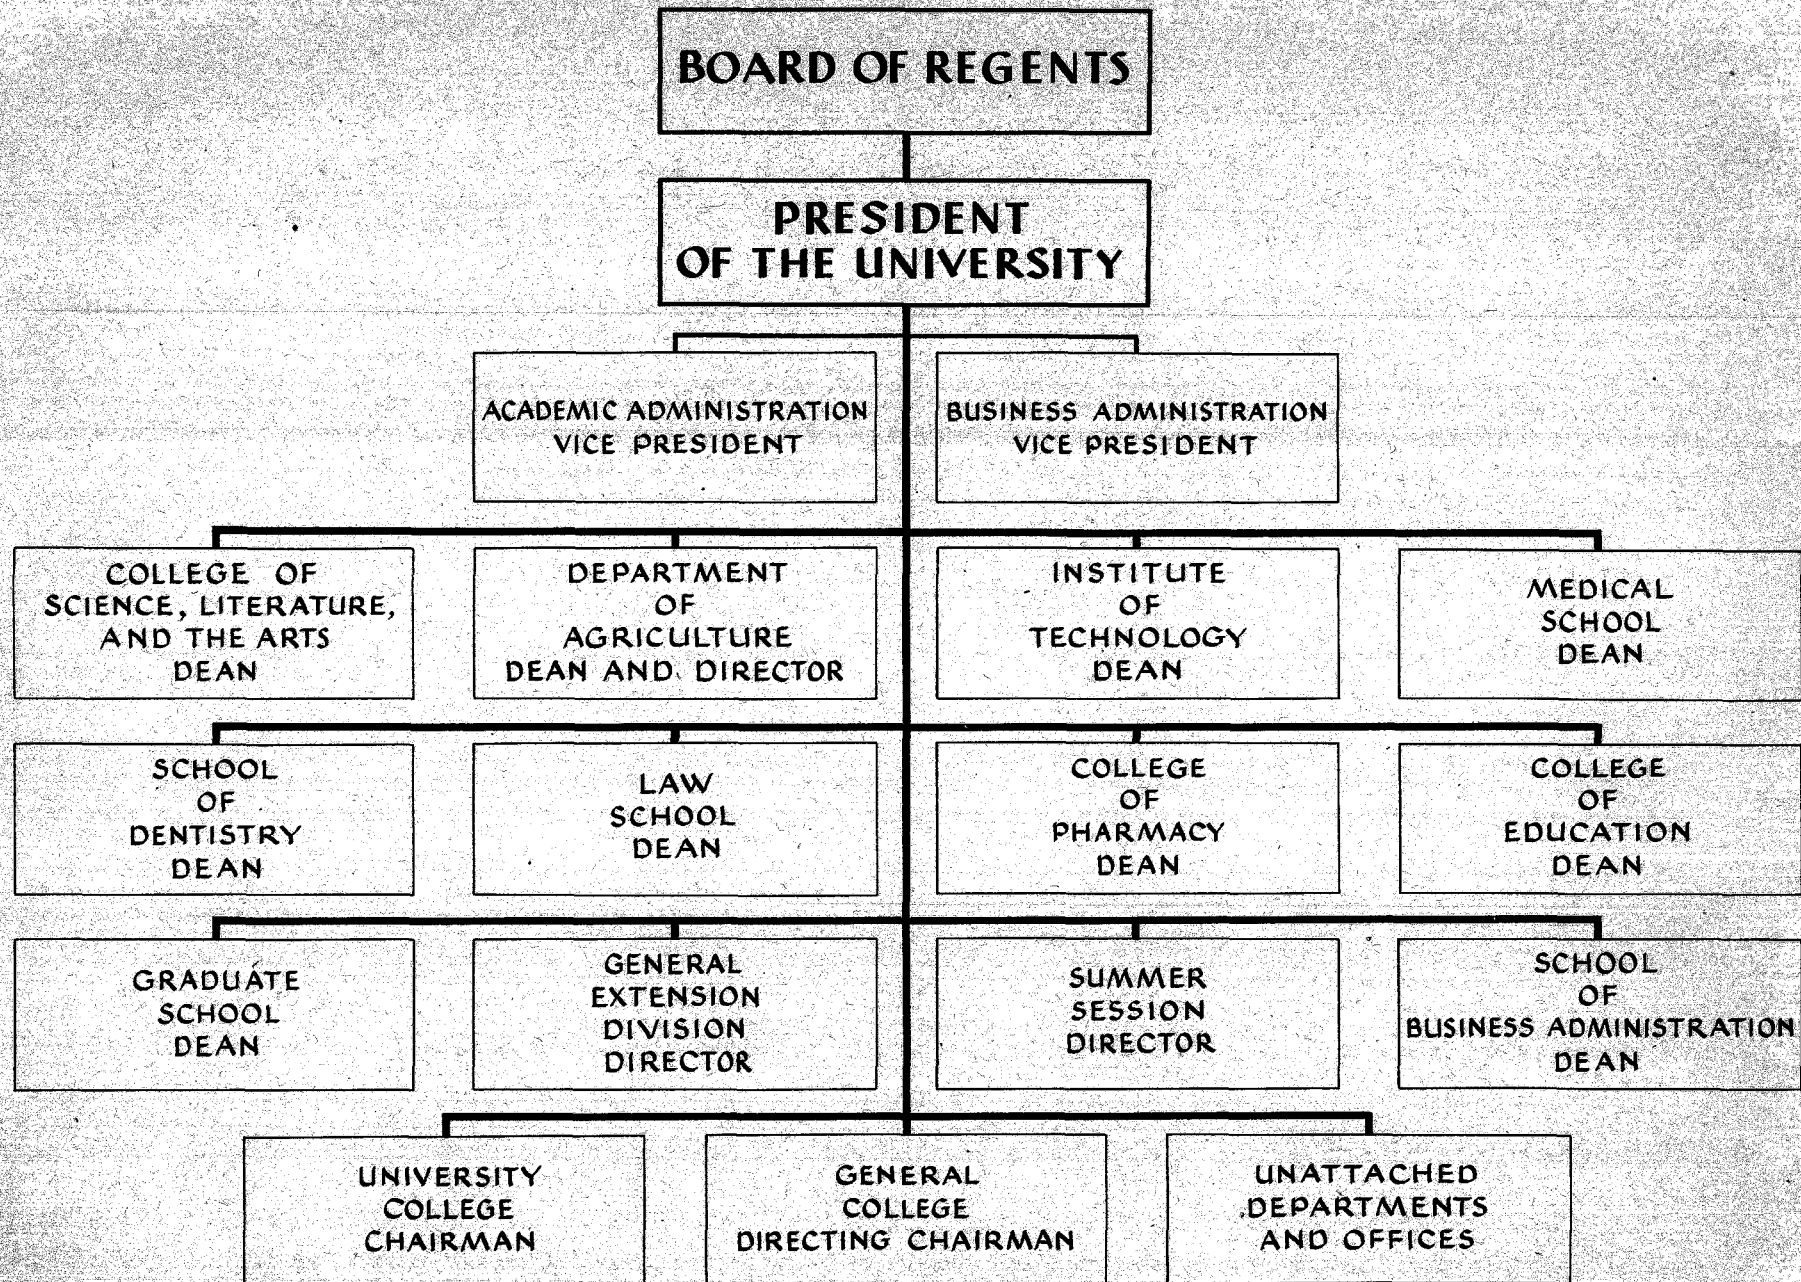 BOARD OF REGENTS
PRESIDENT
OF THE UNIVERSITY
ACADEMIC ADMINISTRATION
VICE PRESIDENT
BUSINESS ADMINISTRATION
VICE PRESIDENT
COLLEGE OF
SCIENCE, LITERATURE,
AND THE ARTS
DEAN
DEPARTMENT
OF
AGRICULTURE
DEAN AND DIRECTOR
INSTITUTE
OF
TECHNOLOGY
DEAN
MEDICAL
SCHOOL
DEAN
SCHOOL
OF
DENTISTRY
DEAN
LAW
SCHOOL
DEAN
COLLEGE
OF
PHARMACY
DEAN
COLLEGE
OF
EDUCATION
DEAN
GRADUATE
SCHOOL
DEAN
GENERAL
EXTENSION
DIVISION
DIRECTOR
SUMMER
SESSION
DIRECTOR
SCHOOL
OF
BUSINESS ADMINISTRATION
DEAN
UNIVERSITY
COLLEGE
CHAIRMAN
GENERAL
COLLEGE
DIRECTING CHAIRMAN
UNATTACHED
DEPARTMENTS
AND OFFICES